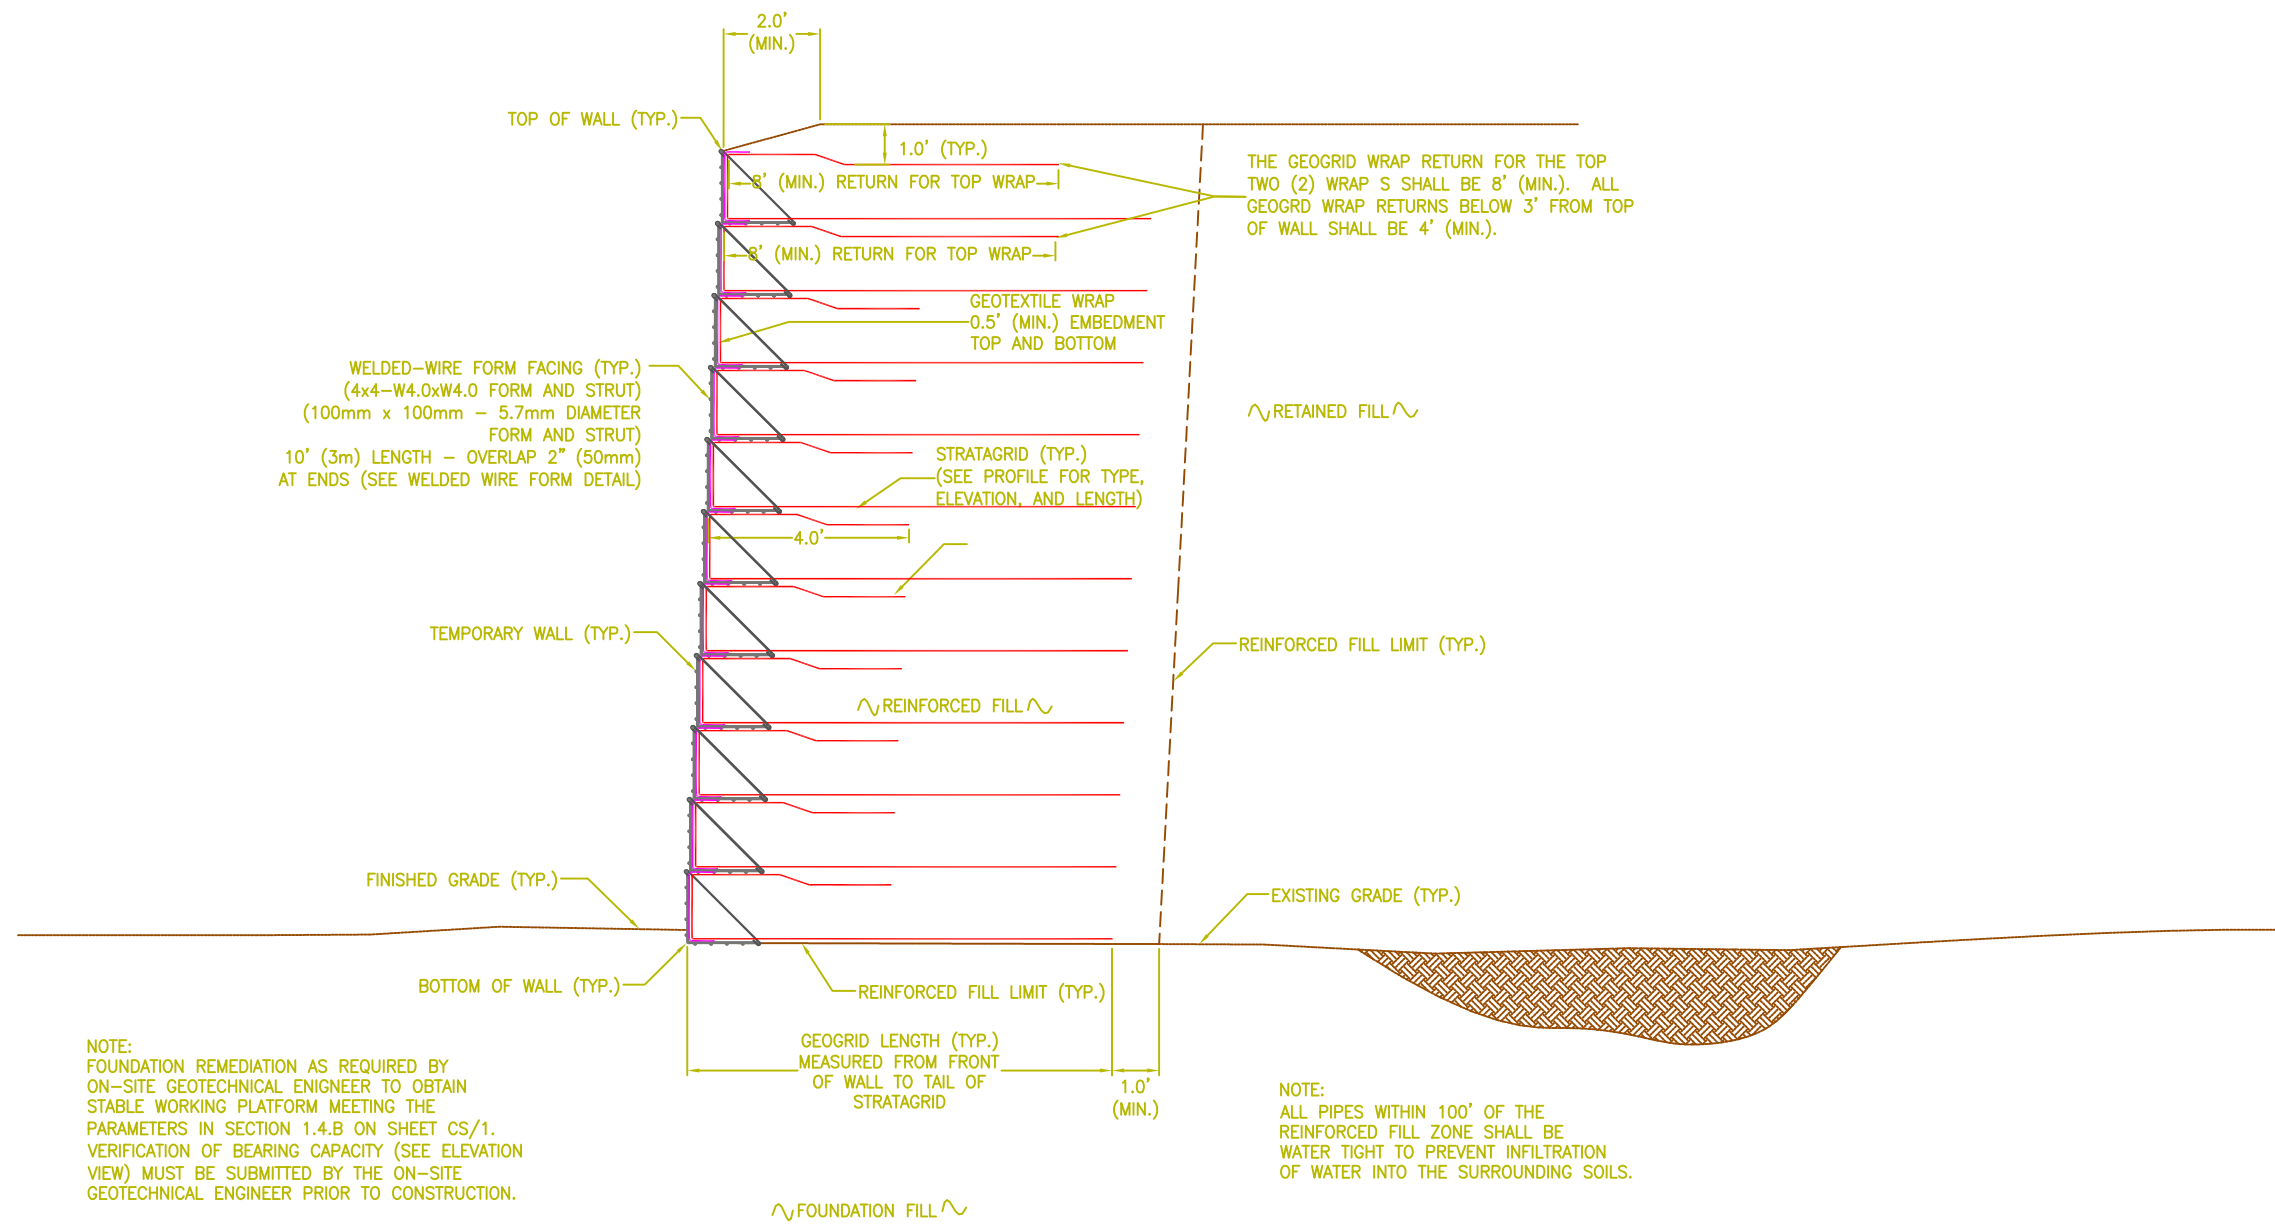 2.0'
(MIN.)
TOP OF WALL (TYP.)
1.0' (TYP.)
8' (MIN.) RETURN FOR TOP WRAP
THE GEOGRID WRAP RETURN FOR THE TOP
TWO (2) WRAP S SHALL BE 8' (MIN.). ALL
GEOGRD WRAP RETURNS BELOW 3' FROM TOP
OF WALL SHALL BE 4' (MIN.).
8' (MIN.) RETURN FOR TOP WRAP
GEOTEXTILE WRAP
0.5' (MIN.) EMBEDMENT
TOP AND BOTTOM
WELDED-WIRE FORM FACING (TYP.)
(4x4-W4.0xW4.0 FORM AND STRUT)
(100mm x 100mm - 5.7mm DIAMETER
FORM AND STRUT)
10' (3m) LENGTH - OVERLAP 2" (50mm)
AT ENDS (SEE WELDED WIRE FORM DETAIL)
RETAINED FILL
STRATAGRID (TYP.)
(SEE PROFILE FOR TYPE,
ELEVATION, AND LENGTH)
4.0'
TEMPORARY WALL (TYP.)
REINFORCED FILL LIMIT (TYP.)
REINFORCED FILL
FINISHED GRADE (TYP.)
EXISTING GRADE (TYP.)
BOTTOM OF WALL (TYP.)
REINFORCED FILL LIMIT (TYP.)
GEOGRID LENGTH (TYP.)
MEASURED FROM FRONT
OF WALL TO TAIL OF
STRATAGRID
1.0'
(MIN.)
NOTE:
FOUNDATION REMEDIATION AS REQUIRED BY
ON-SITE GEOTECHNICAL ENIGNEER TO OBTAIN
STABLE WORKING PLATFORM MEETING THE
PARAMETERS IN SECTION 1.4.B ON SHEET CS/1.
VERIFICATION OF BEARING CAPACITY (SEE ELEVATION
VIEW) MUST BE SUBMITTED BY THE ON-SITE
GEOTECHNICAL ENGINEER PRIOR TO CONSTRUCTION.
NOTE:
ALL PIPES WITHIN 100' OF THE
REINFORCED FILL ZONE SHALL BE
WATER TIGHT TO PREVENT INFILTRATION
OF WATER INTO THE SURROUNDING SOILS.
FOUNDATION FILL